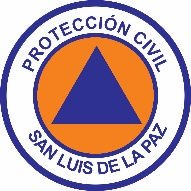 PROTECCIÓN CIVIL
SAN LUIS DE LA PAZ